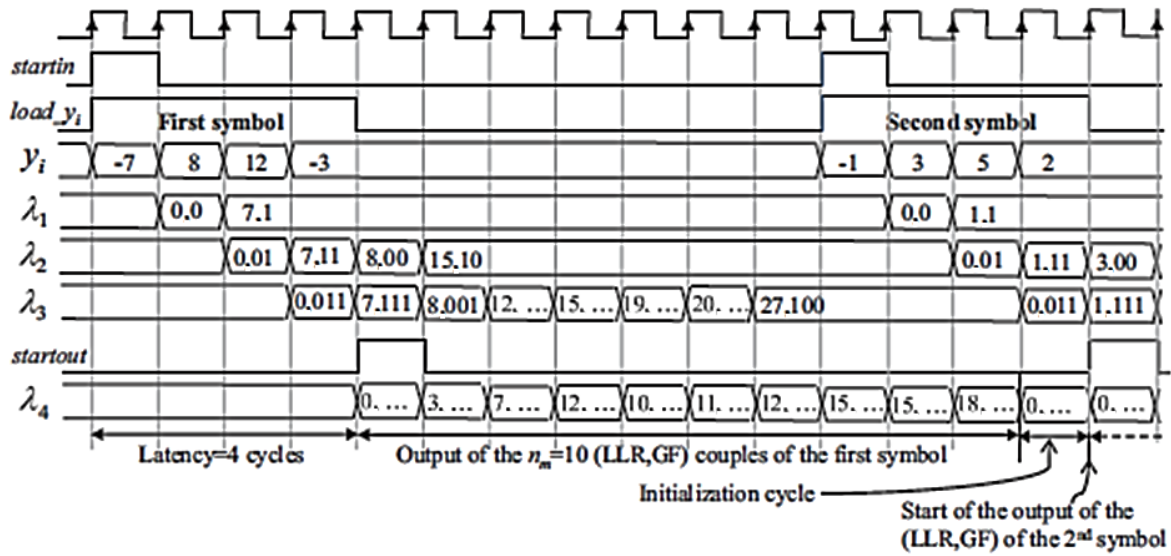 startin
load_yi
First symbol
Second symbol
yi -7 8 12 -3 -1 3 5 2
λ1 0.0 7.1 0.0 1.1
λ2 0.01 7.11 8.00 15.10 0.01 1.11 3.00
λ3 0.011 7.111 8.001 12. ... 15. ... 19. ... 20. ... 27.100 0.011 1.111
startout
λ4 0. ... 3. ... 7. ... 12. ... 10. ... 11. ... 12. ... 15. ... 15. ... 18. ... 0. ... 0. ...
Latency=4 cycles
Output of the nm=10 (LLR,GF) couples of the first symbol
Initialization cycle
Start of the output of the
(LLR,GF) of the 2nd symbol